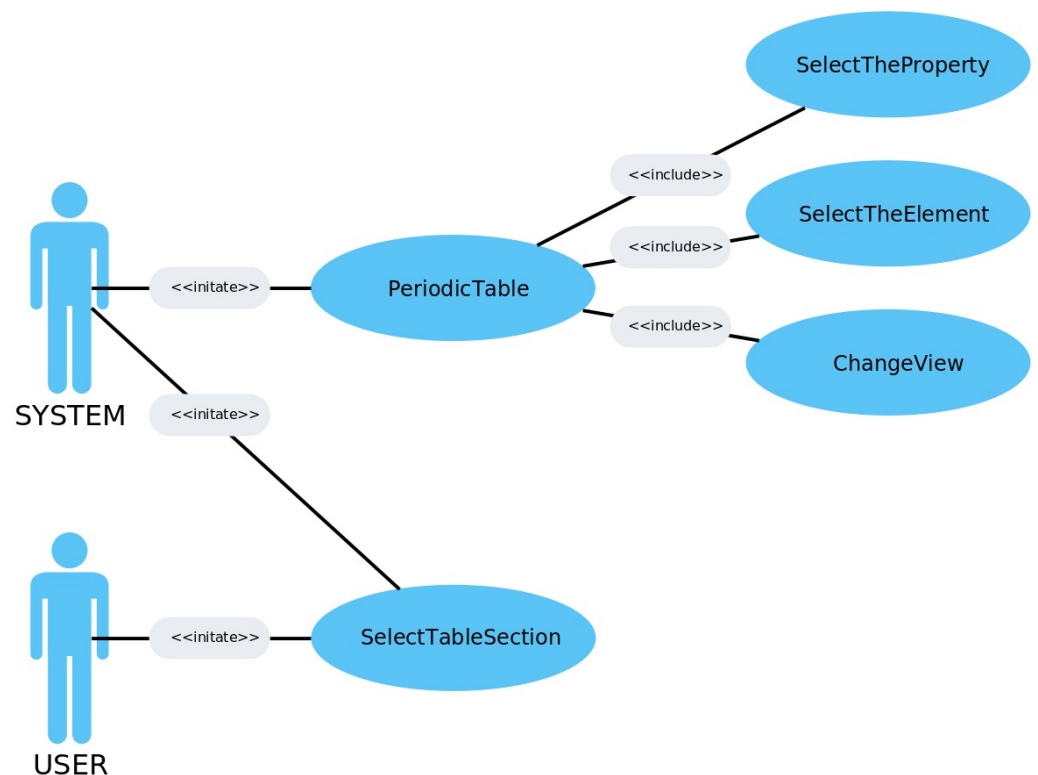 SelectTheProperty
<<include>>
SelectTheElement
<<include>>
<<initate>>
PeriodicTable
<<include>>
ChangeView
SYSTEM
<<initate>>
<<initate>>
SelectTableSection
USER